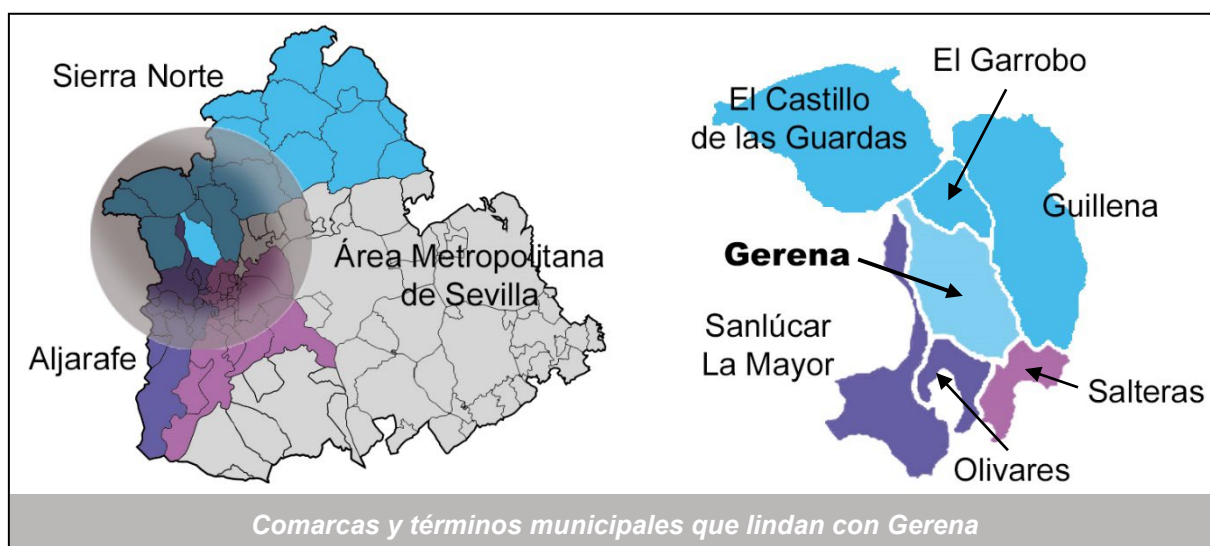 Sierra Norte
Área Metropolitana
de Sevilla
Aljarafe
El Garrobo
El Castillo
de las Guardas
Guillena
Gerena
Sanlúcar
La Mayor
Salteras
Olivares
Comarcas y términos municipales que lindan con Gerena